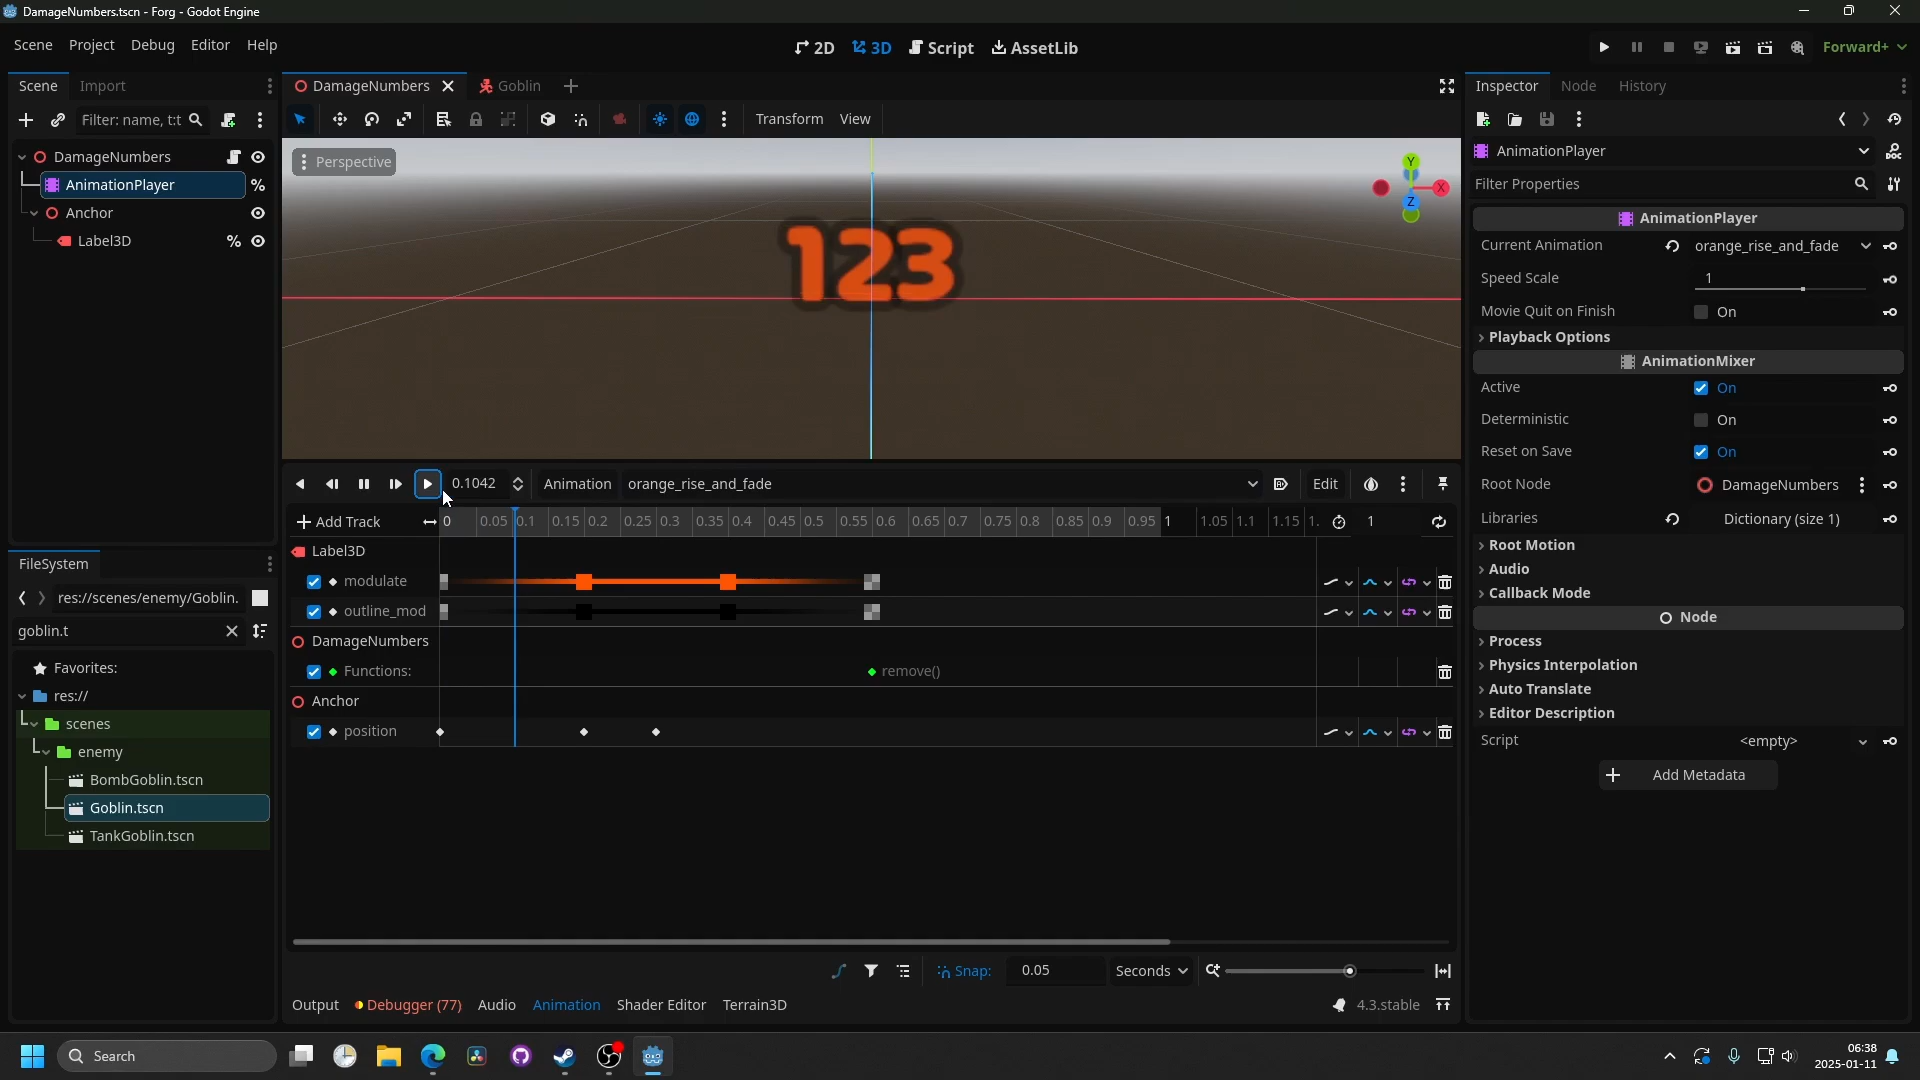 DamageNumbers.tscn - Forg - Godot Engine
Scene Project Debug Editor Help
2D 3D Script AssetLib
Forward+
Scene Import
DamageNumbers Goblin
Inspector Node History
Filter: name, t:t
Transform View
DamageNumbers
AnimationPlayer
Anchor
Label3D
Perspective
Y
X
Z
123
AnimationPlayer
Filter Properties
AnimationPlayer
Current Animation orange_rise_and_fade
Speed Scale 1
Movie Quit on Finish On
Playback Options
AnimationMixer
Active On
Deterministic On
Reset on Save On
Root Node DamageNumbers
Libraries Dictionary (size 1)
Root Motion
Audio
Callback Mode
Node
Process
Physics Interpolation
Auto Translate
Editor Description
Script <empty>
Add Metadata
0.1042 Animation orange_rise_and_fade Edit
Add Track 0 0.05 0.1 0.15 0.2 0.25 0.3 0.35 0.4 0.45 0.5 0.55 0.6 0.65 0.7 0.75 0.8 0.85 0.9 0.95 1 1.05 1.1 1.15 1. 1
Label3D
modulate
outline_mod
DamageNumbers
Functions: remove()
Anchor
position
FileSystem
res://scenes/enemy/Goblin.
goblin.t
Favorites:
res://
scenes
enemy
BombGoblin.tscn
Goblin.tscn
TankGoblin.tscn
Snap: 0.05 Seconds
Output Debugger (77) Audio Animation Shader Editor Terrain3D 4.3.stable
Search
06:38
2025-01-11